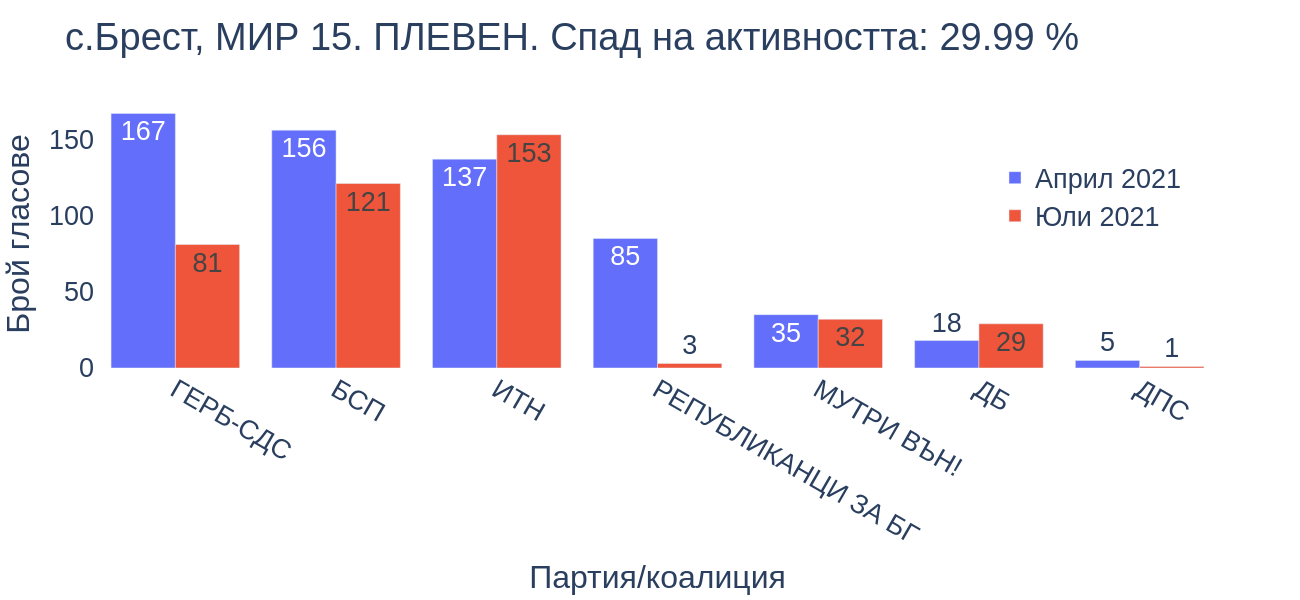 с.Брест, МИР 15. ПЛЕВЕН. Спад на активността: 29.99 %
Брой гласове
150
100
50
0
167
81
156
121
137
153
85
3
35
32
18
29
5
1
Април 2021
Юли 2021
ГЕРБ-СДС
БСП
ИТН
РЕПУБЛИКАНЦИ ЗА БГ
МУТРИ ВЪН!
ДБ
ДПС
Партия/коалиция